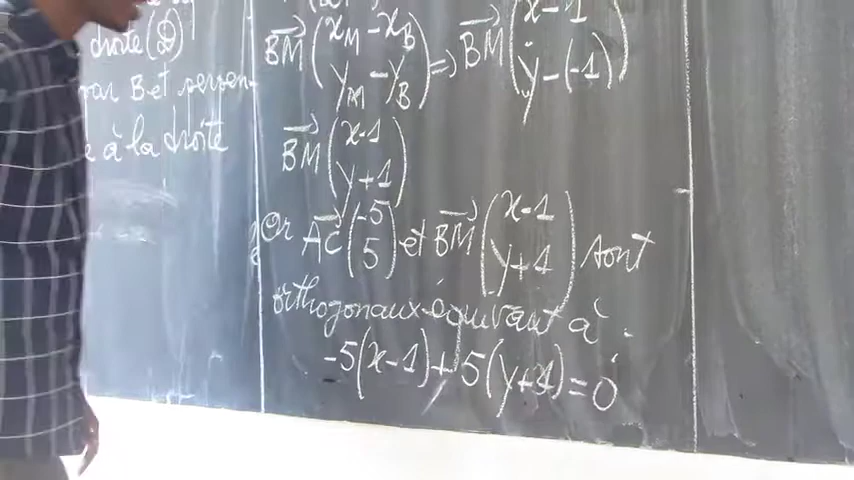 droite (D)
par B et perpen-
à la droite
BM→ (xM - xB / yM - yB) => BM→ (x - 1 / y - (-1))
BM→ (x-1 / y+1)
Or AC→ (-5 / 5) et BM→ (x-1 / y+1) sont
orthogonaux équivaut à
-5(x-1)+5(y+1)=0